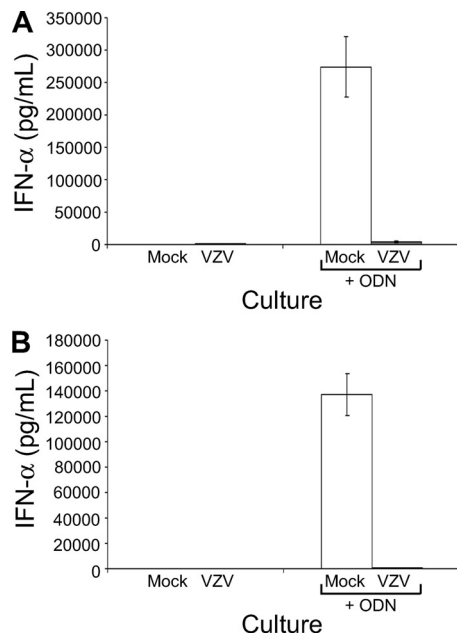 A
IFN-α (pg/mL)
350000
300000
250000
200000
150000
100000
50000
0
Mock VZV Mock VZV
+ ODN
Culture
B
IFN-α (pg/mL)
180000
160000
140000
120000
100000
80000
60000
40000
20000
0
Mock VZV Mock VZV
+ ODN
Culture